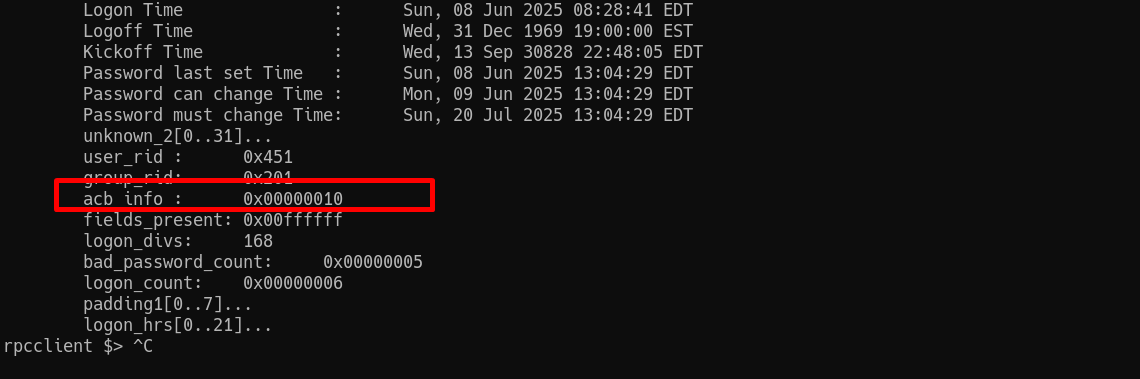 Logon Time               :      Sun, 08 Jun 2025 08:28:41 EDT
Logoff Time              :      Wed, 31 Dec 1969 19:00:00 EST
Kickoff Time             :      Wed, 13 Sep 30828 22:48:05 EDT
Password last set Time   :      Sun, 08 Jun 2025 13:04:29 EDT
Password can change Time :      Mon, 09 Jun 2025 13:04:29 EDT
Password must change Time:      Sun, 20 Jul 2025 13:04:29 EDT
unknown_2[0..31]...
user_rid :      0x451
group_rid:      0x201
acb_info :      0x00000010
fields_present: 0x00ffffff
logon_divs:     168
bad_password_count:     0x00000005
logon_count:    0x00000006
padding1[0..7]...
logon_hrs[0..21]...
rpcclient $> ^C